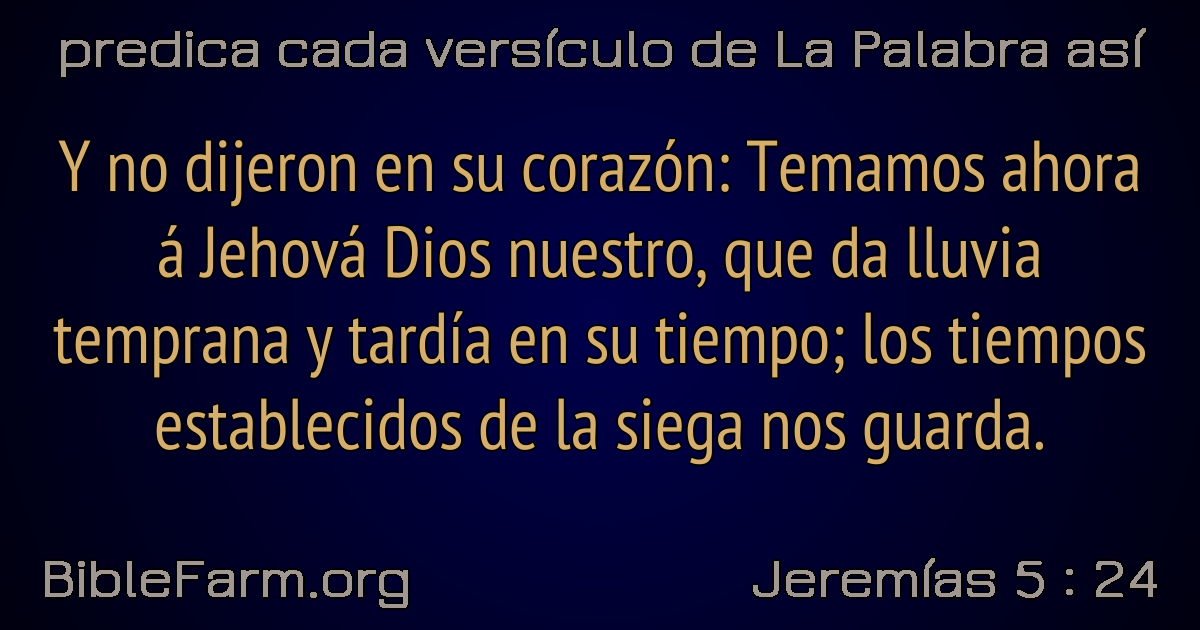 predica cada versículo de La Palabra así
Y no dijeron en su corazón: Temamos ahora
á Jehová Dios nuestro, que da lluvia
temprana y tardía en su tiempo; los tiempos
establecidos de la siega nos guarda.
BibleFarm.org
Jeremías 5 : 24